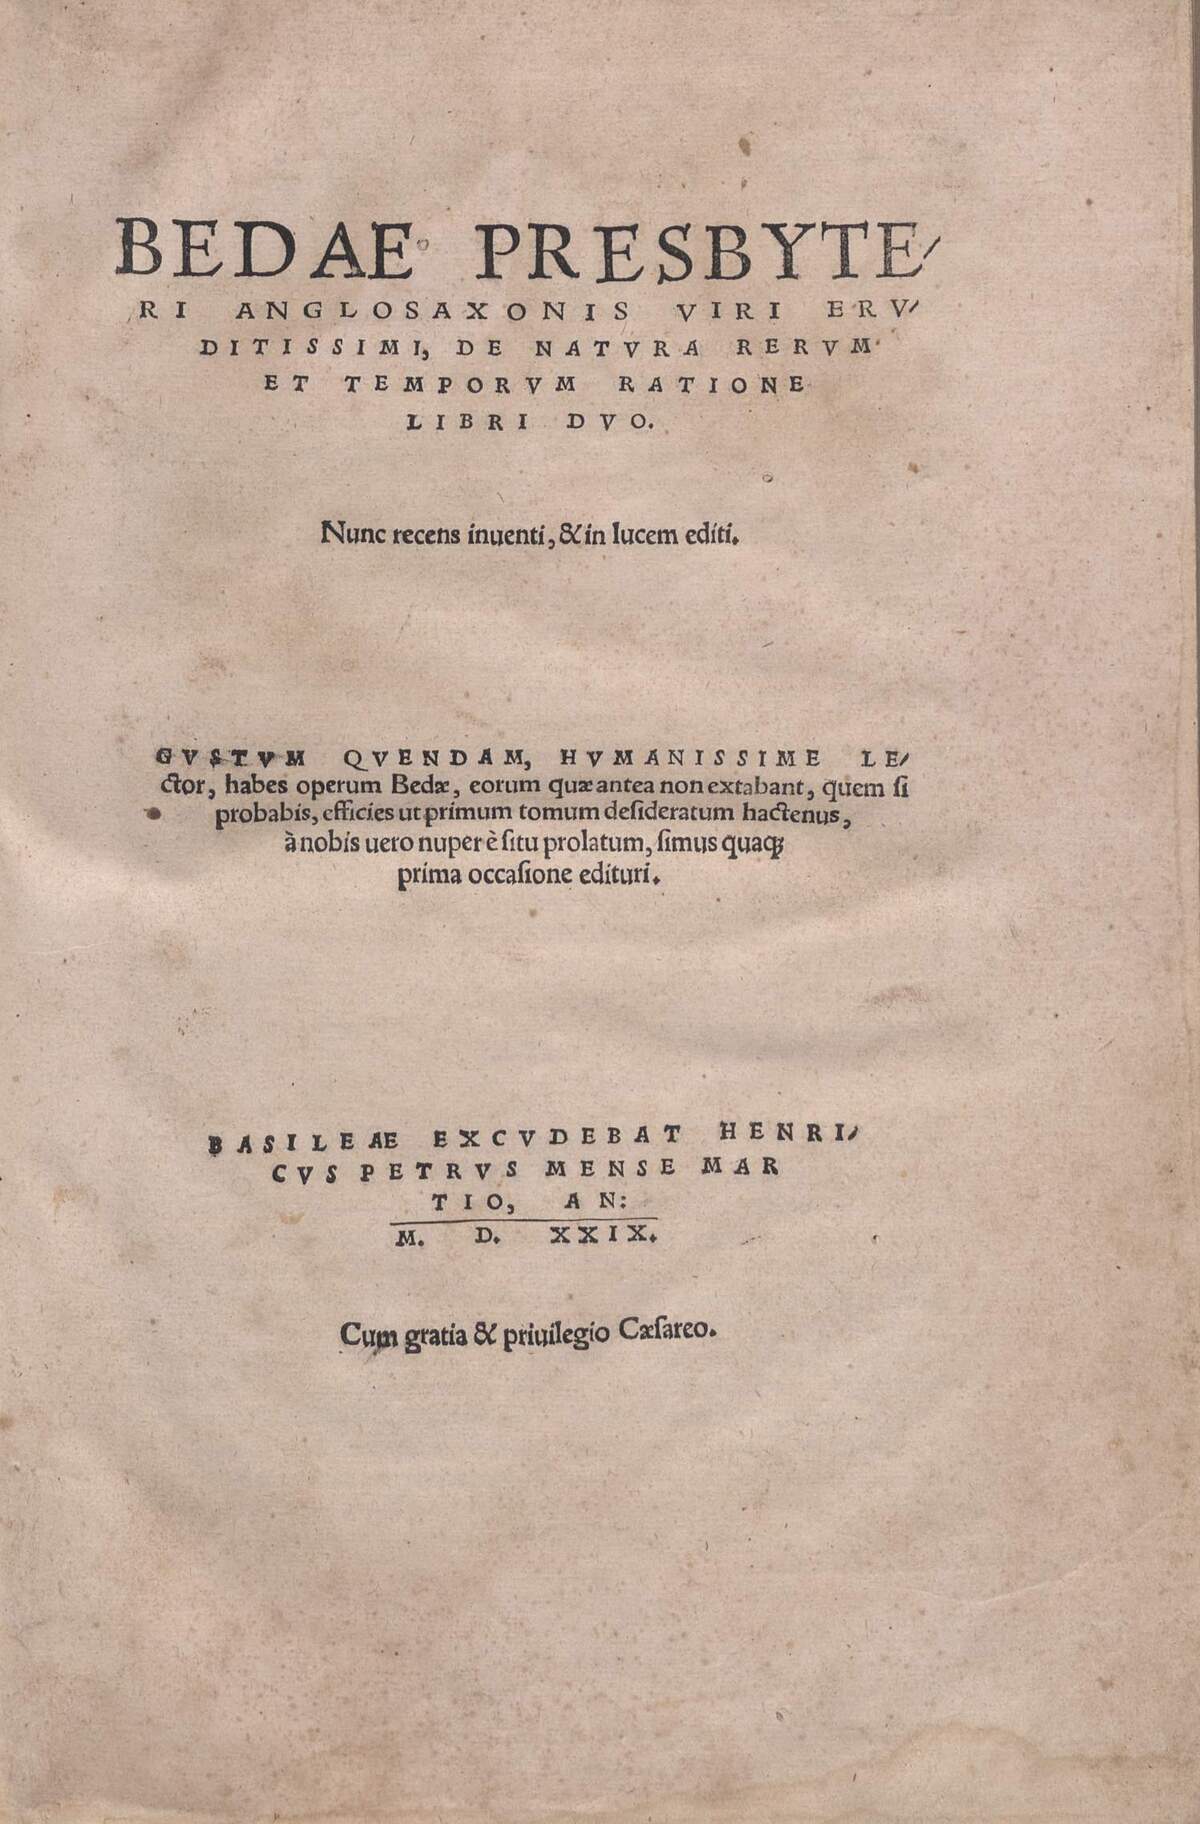 BEDAE PRESBYTE/
RI ANGLOSAXONIS VIRI ERV/
DITISSIMI, DE NATVRA RERVM
ET TEMPORVM RATIONE
LIBRI DVO.
Nunc recens inuenti, & in lucem editi.
GVSTVM QVENDAM, HVMANISSIME LE/
ctor, habes operum Bedæ, eorum quæ antea non extabant, quem ſi
probabis, efficies ut primum tomum deſideratum hactenus,
à nobis uero nuper è ſitu prolatum, ſimus quaqꝫ
prima occaſione edituri.
BASILEAE EXCVDEBAT HENRI/
CVS PETRVS MENSE MAR
TIO, AN:
M. D. XXIX.
Cum gratia & priuilegio Cæſareo.